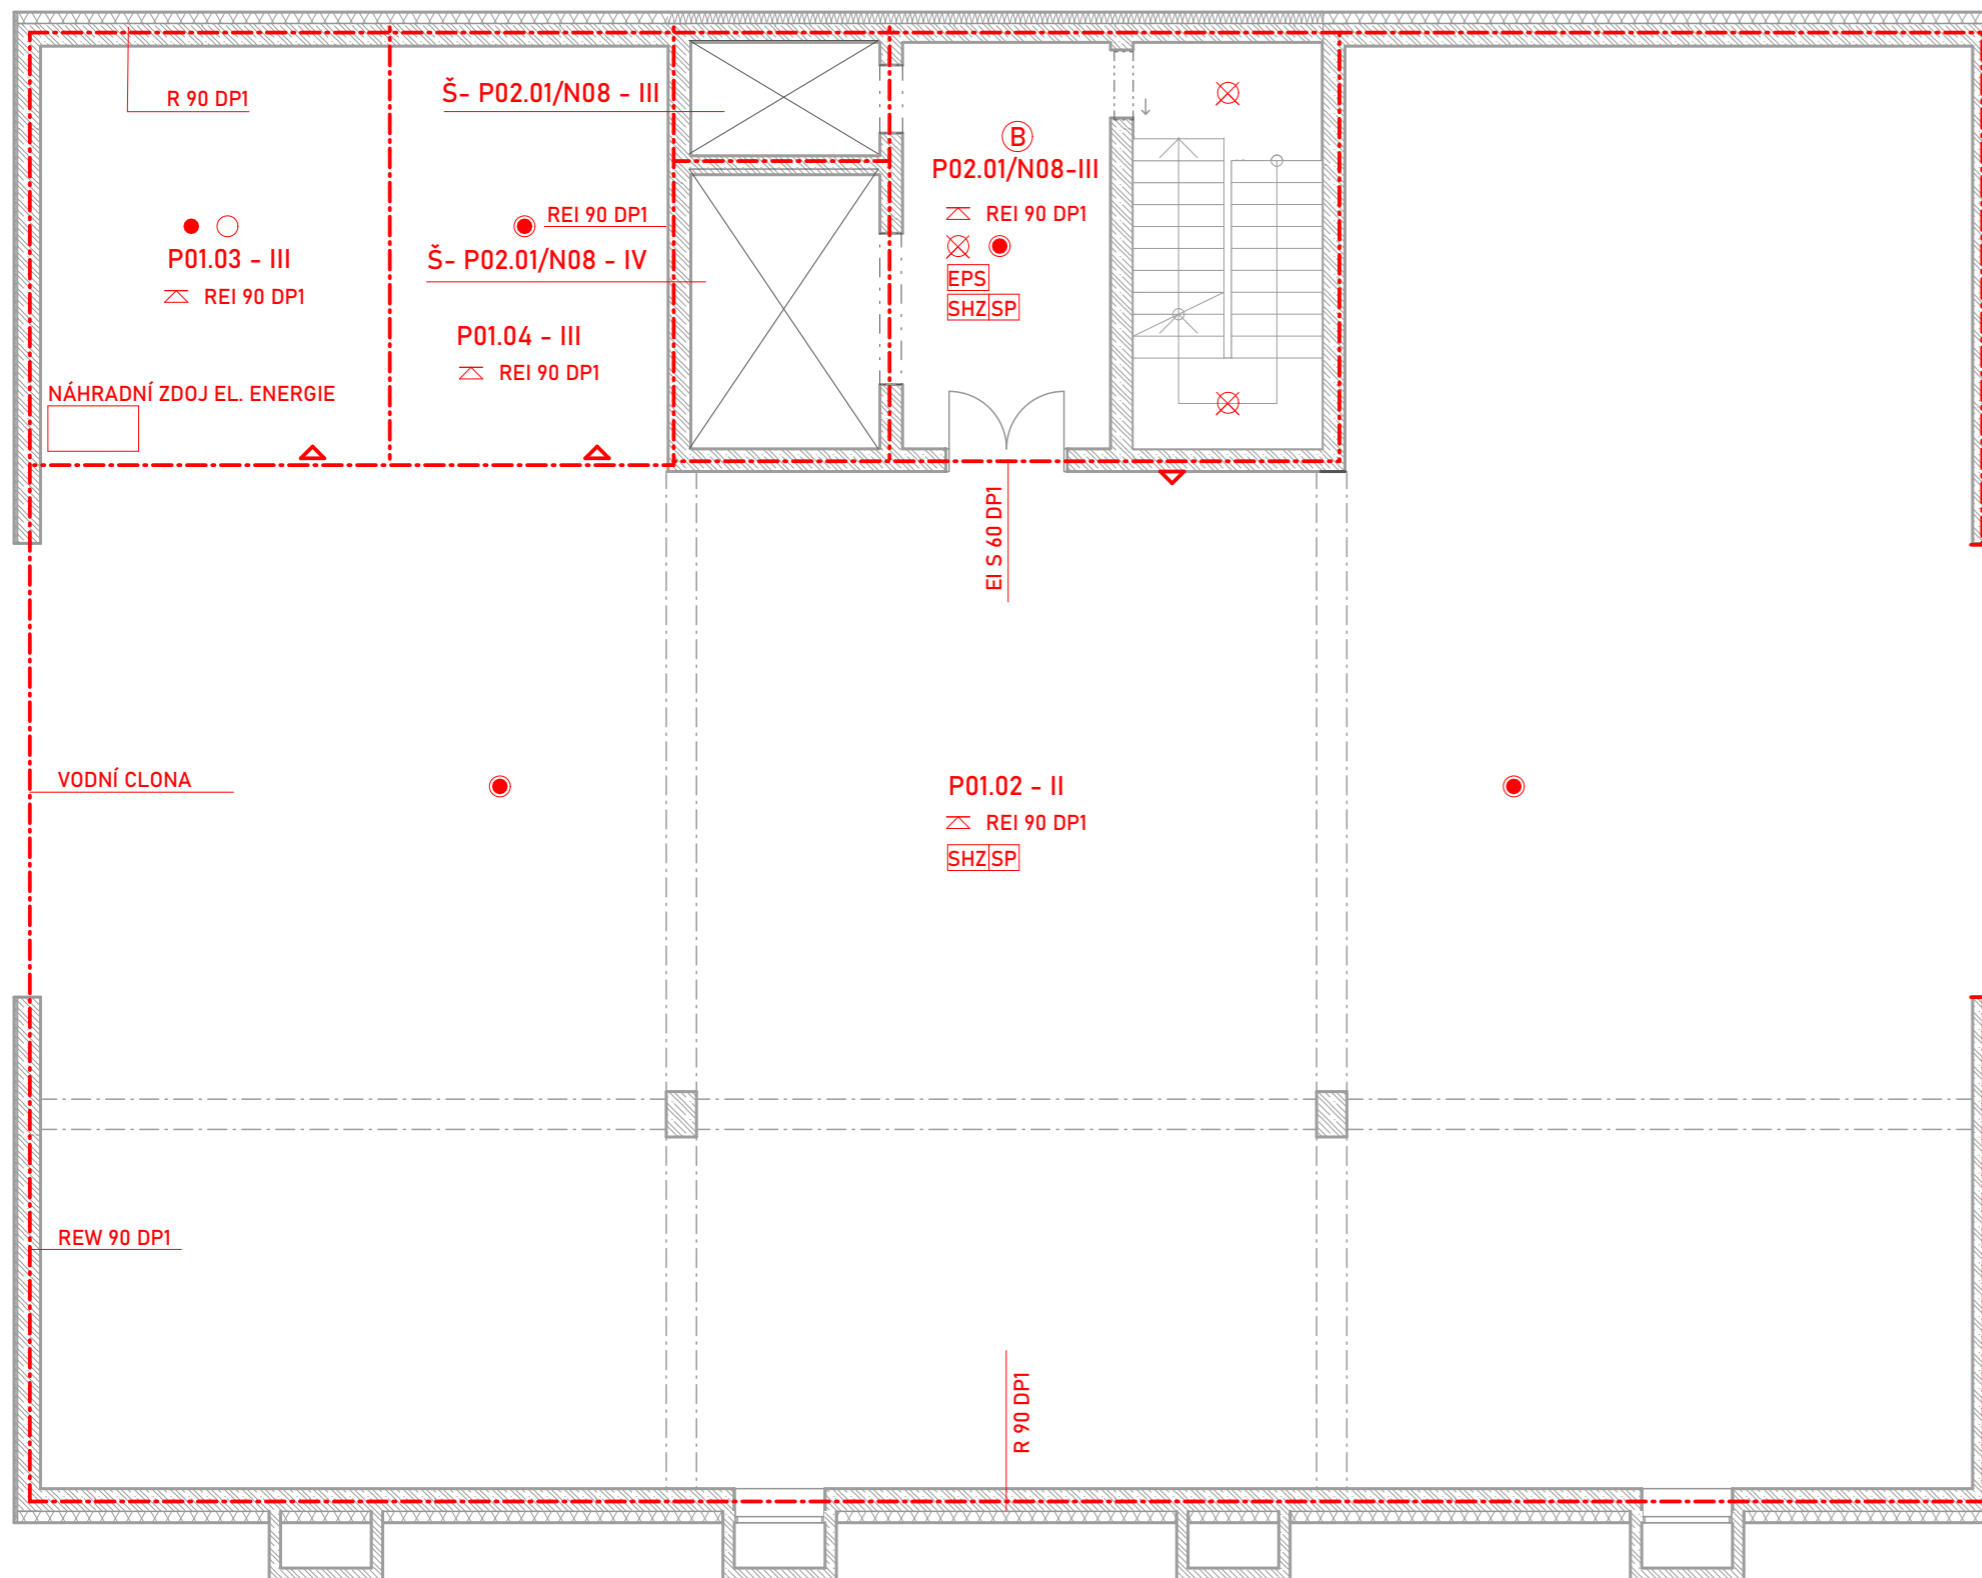 R 90 DP1
Š- P02.01/N08 - III
B
P02.01/N08-III
REI 90 DP1
EPS
SHZ SP
REI 90 DP1
Š- P02.01/N08 - IV
P01.03 - III
REI 90 DP1
P01.04 - III
REI 90 DP1
NÁHRADNÍ ZDOJ EL. ENERGIE
EI S 60 DP1
VODNÍ CLONA
P01.02 - II
REI 90 DP1
SHZ SP
REW 90 DP1
R 90 DP1